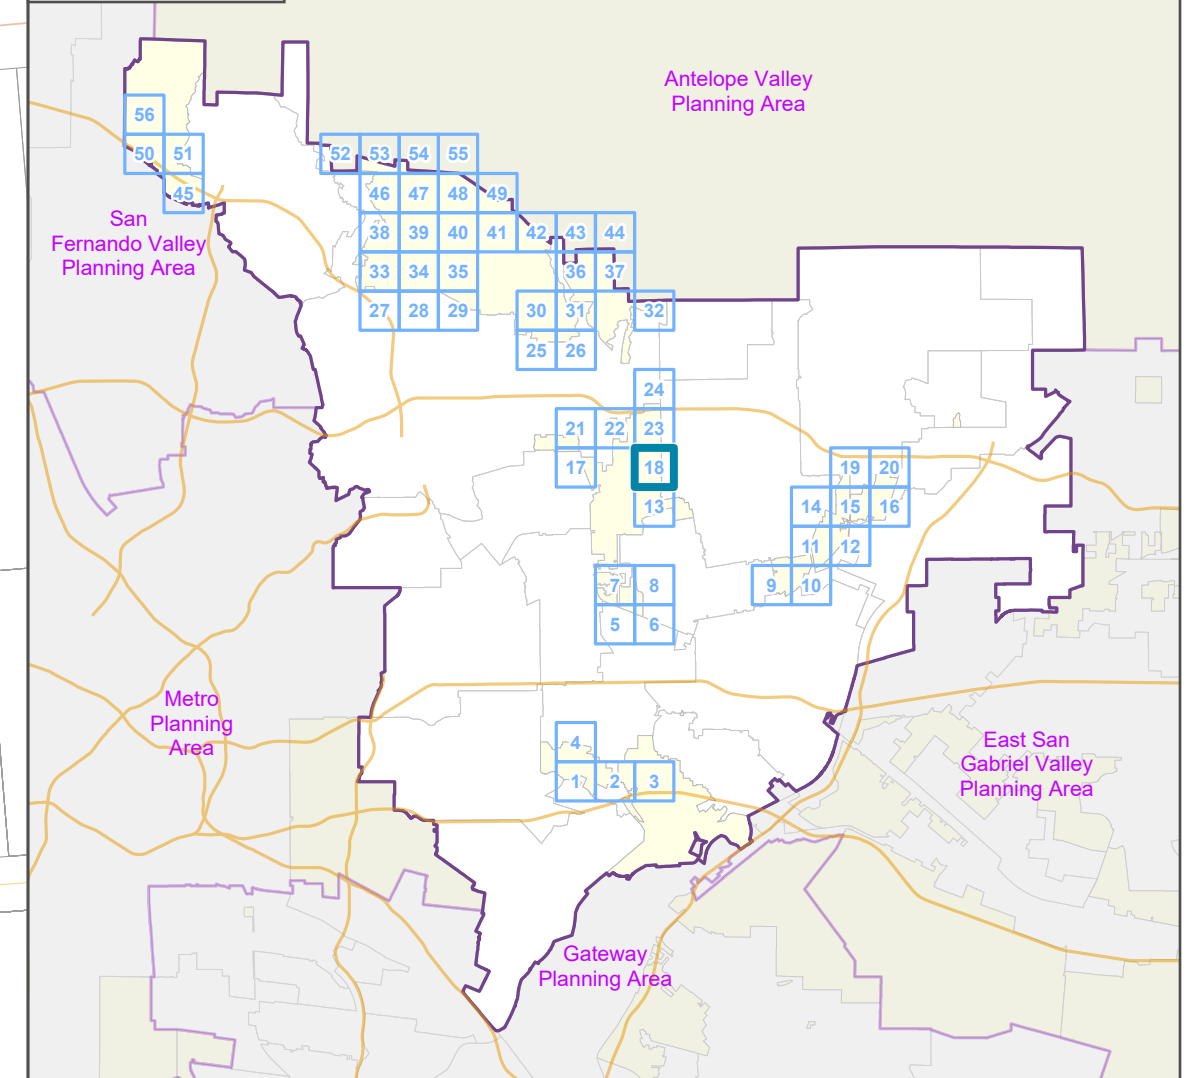 Antelope Valley
Planning Area
56
50 51
52 53 54 55
45
46 47 48 49
San
Fernando Valley
Planning Area
38 39 40 41 42 43 44
33 34 35
36 37
27 28 29
30 31
32
25 26
24
21 22 23
17
18
19 20
13
14 15 16
11 12
7 8
9 10
5 6
Metro
Planning
Area
4
1 2 3
East San
Gabriel Valley
Planning Area
Gateway
Planning Area